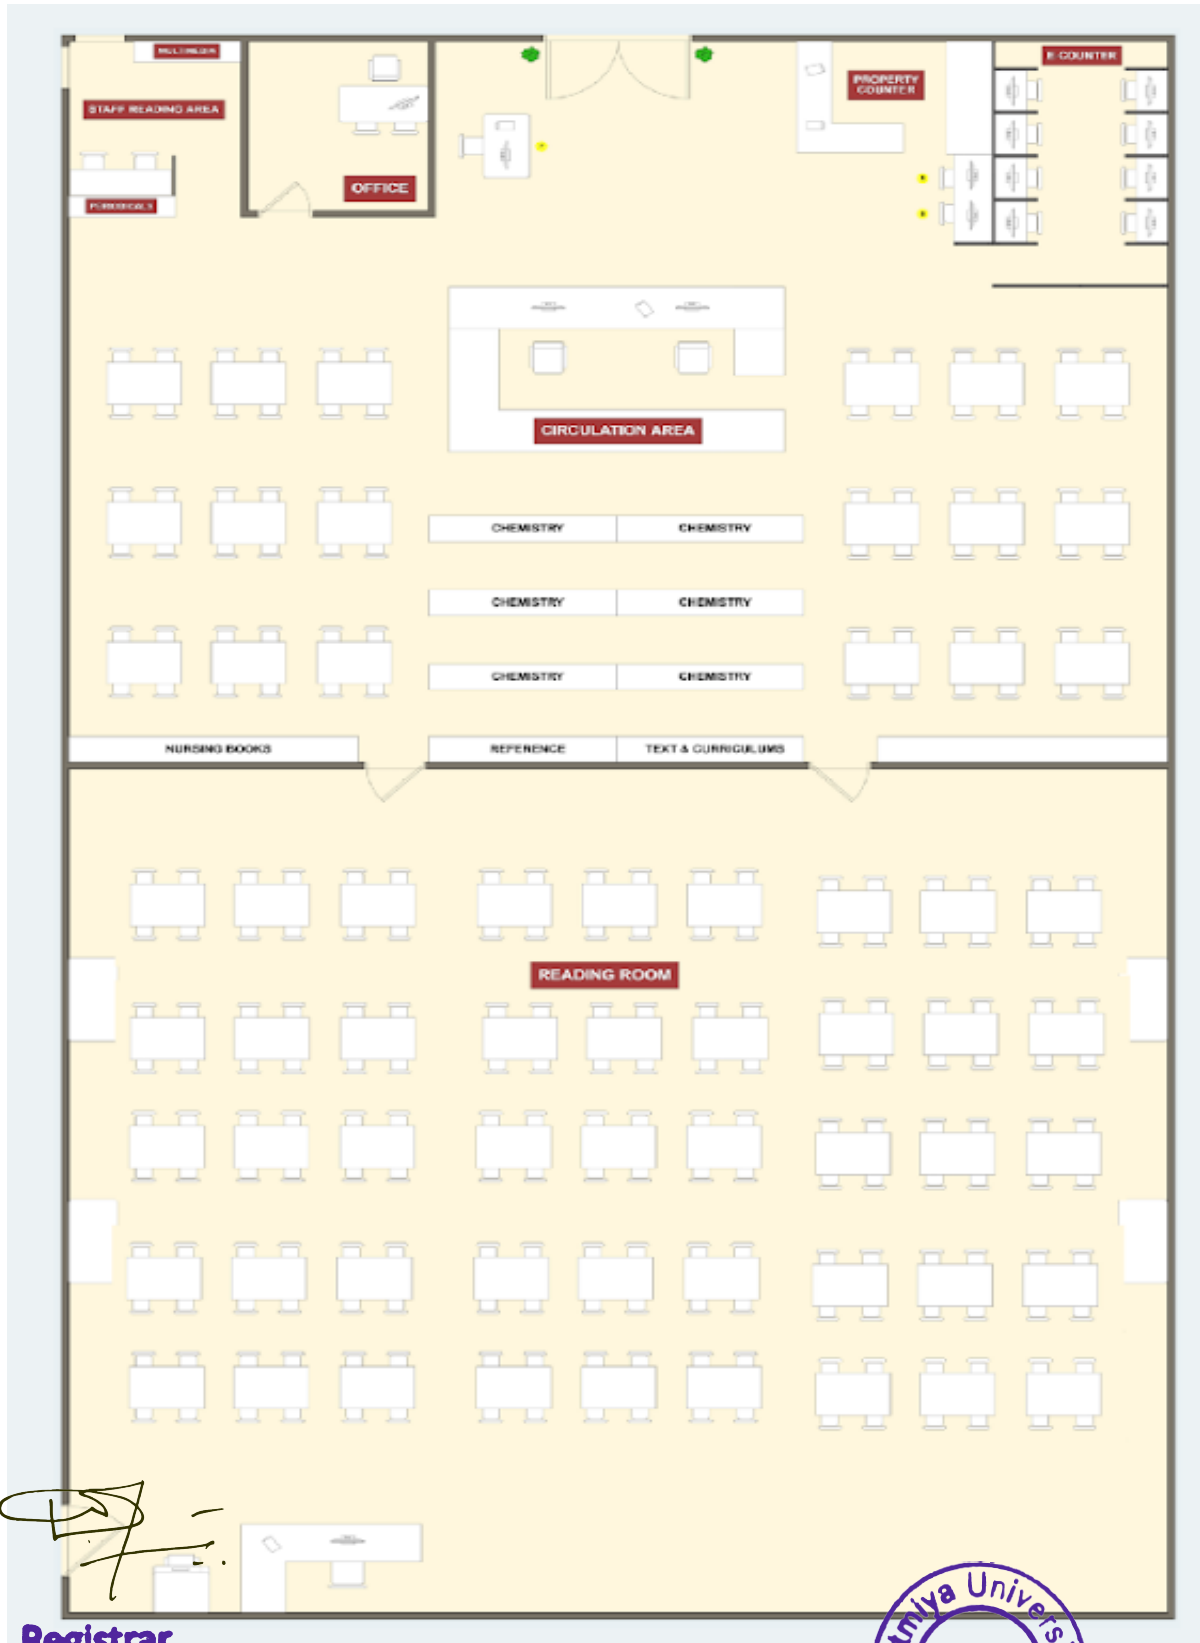 MULTIMEDIA
E COUNTER
STAFF READING AREA
PROPERTY
COUNTER
OFFICE
PERIODICALS
CIRCULATION AREA
CHEMISTRY CHEMISTRY
CHEMISTRY CHEMISTRY
CHEMISTRY CHEMISTRY
NURSING BOOKS REFERENCE TEXT & CURRICULUMS
READING ROOM
Registrar